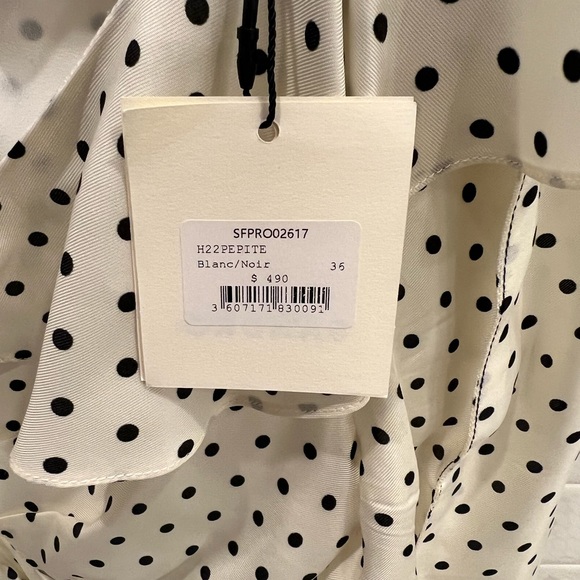 SFPRO02617
H22PEPITE
Blanc/Noir 36
$ 490
3 607171 830091